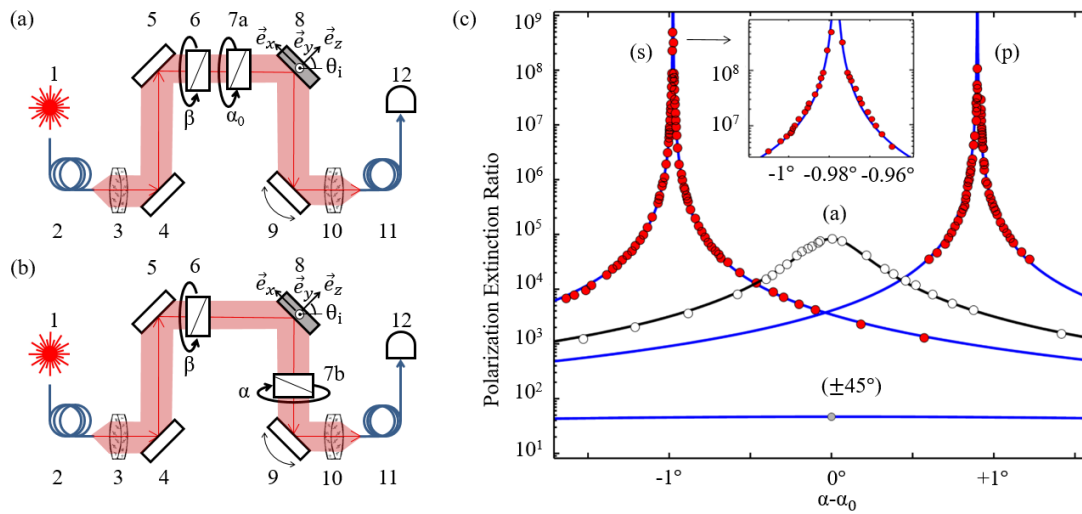 (a)
5 6 7a 8
e⃗x e⃗y e⃗z
θi
1 12
β α0
2 3 4 9 10 11
(b)
5 6 8
e⃗x e⃗y e⃗z
θi
1 12
β
α 7b
2 3 4 9 10 11
(c)
Polarization Extinction Ratio
10⁹
10⁸
10⁷
10⁶
10⁵
10⁴
10³
10²
10¹
(s) (p)
10⁸
10⁷
-1° -0.98° -0.96°
(a)
(±45°)
-1° 0° +1°
α-α0